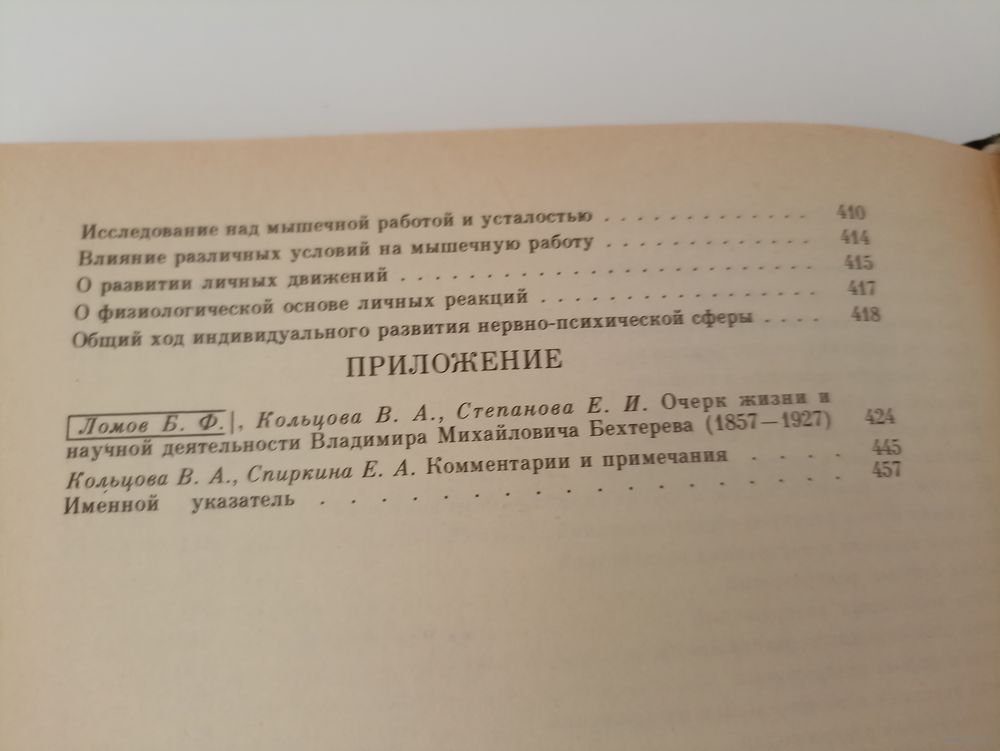 Исследование над мышечной работой и усталостью . . . . . . . . . . . . . 410
Влияние различных условий на мышечную работу . . . . . . . . . . . . . 414
О развитии личных движений . . . . . . . . . . . . . . . . . . . . . . . . . . 415
О физиологической основе личных реакций . . . . . . . . . . . . . . . . . 417
Общий ход индивидуального развития нервно-психической сферы . . . . 418
ПРИЛОЖЕНИЕ
Ломов Б. Ф., Кольцова В. А., Степанова Е. И. Очерк жизни и
научной деятельности Владимира Михайловича Бехтерева (1857—1927) 424
Кольцова В. А., Спиркина Е. А. Комментарии и примечания . . . . 445
Именной указатель . . . . . . . . . . . . . . . . . 457